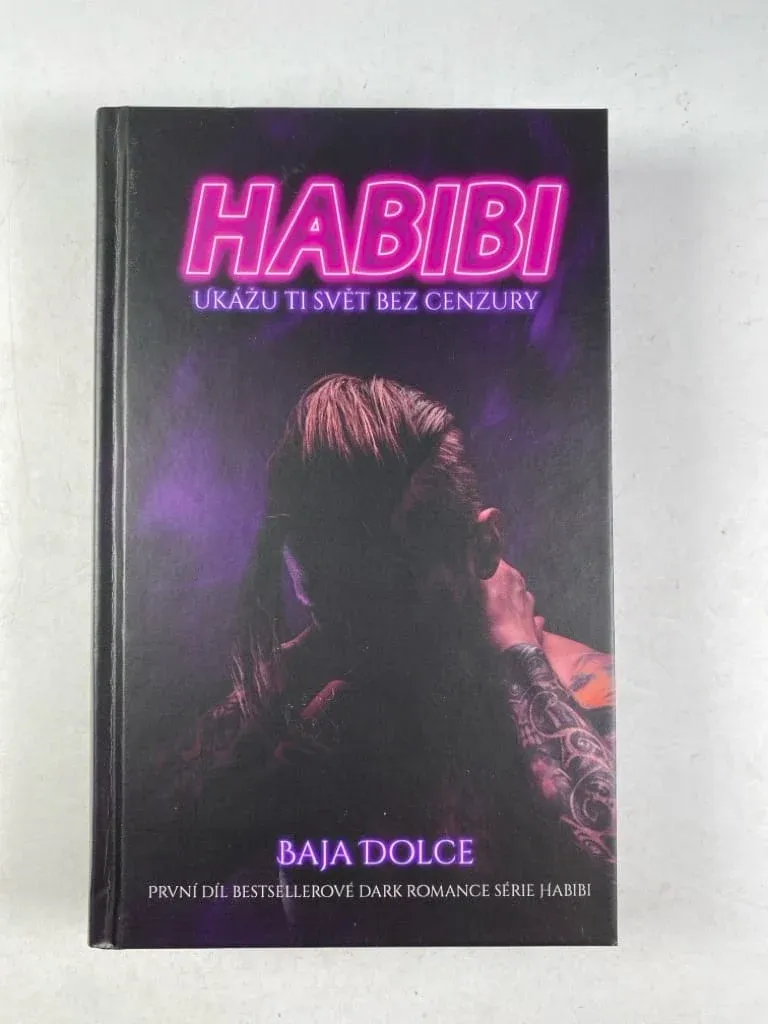 HABIBI
UKÁŽU TI SVĚT BEZ CENZURY
BAJA DOLCE
PRVNÍ DÍL BESTSELLEROVÉ DARK ROMANCE SÉRIE HABIBI